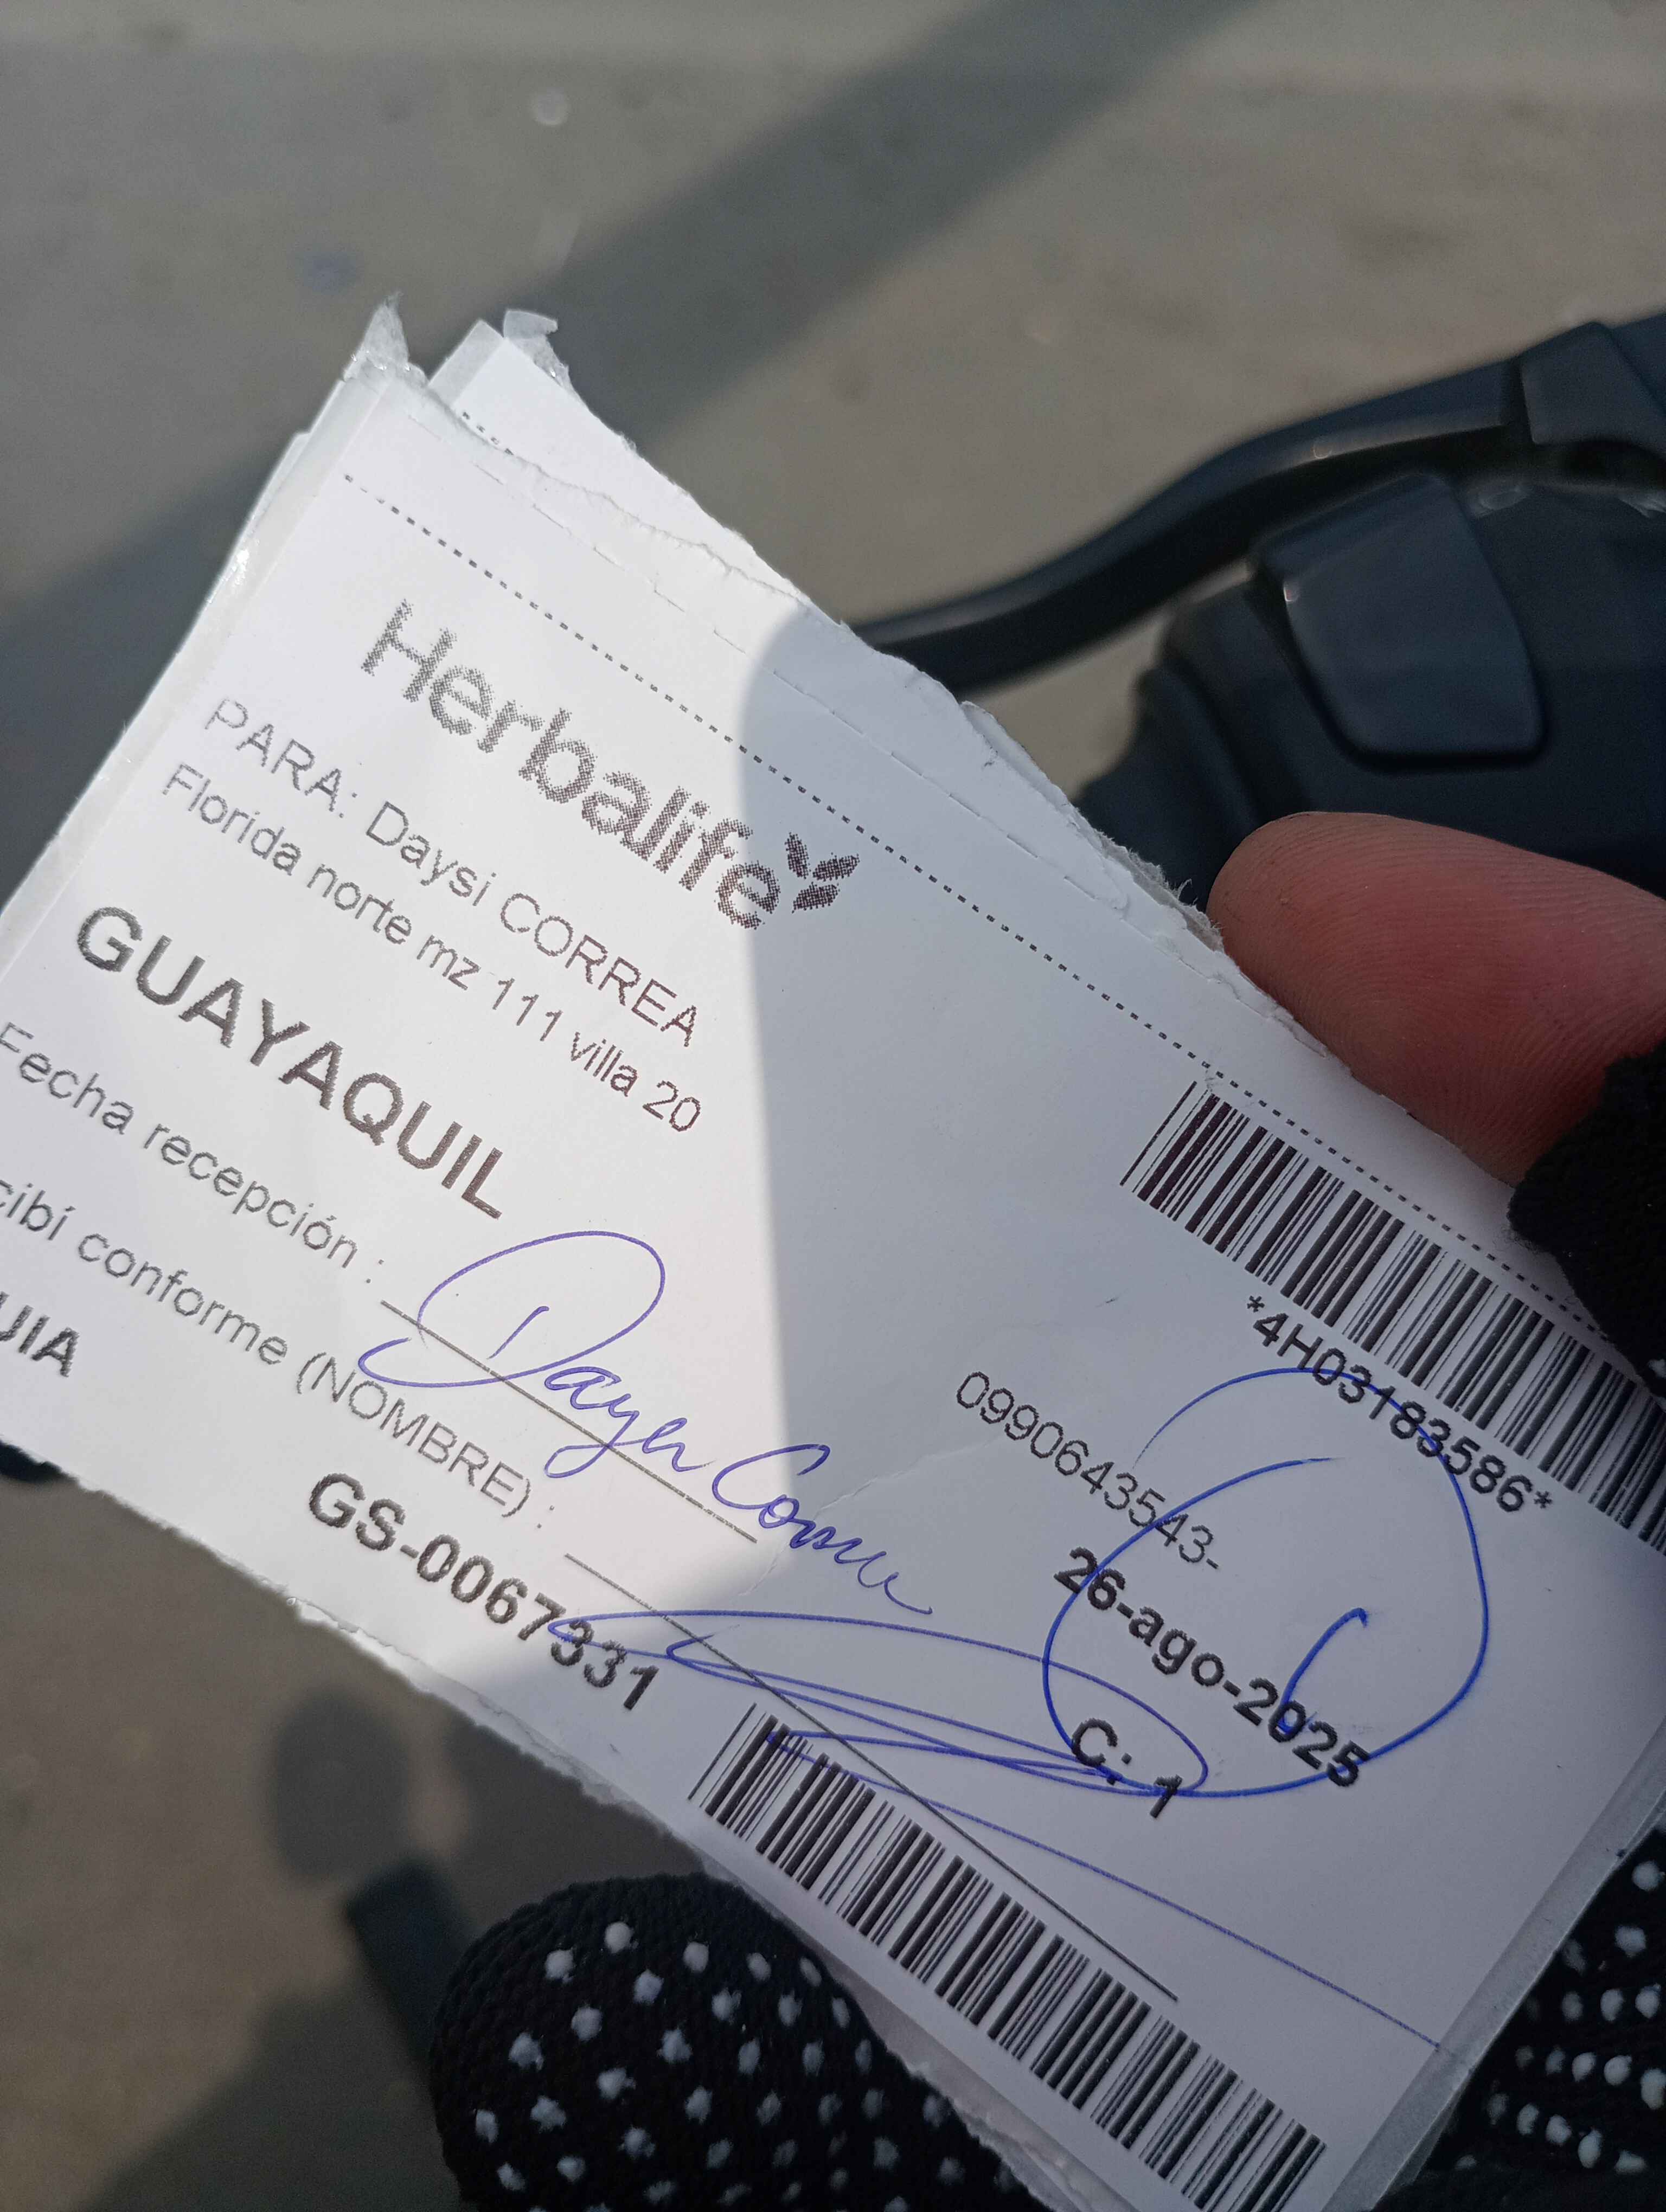 Herbalife
PARA: Daysi CORREA
Florida norte mz 111 villa 20
GUAYAQUIL
*4H03183586*
0990643543-
26-ago-2025
C: 1
Fecha recepción :
cibí conforme (NOMBRE) :
UIA
GS-0067331